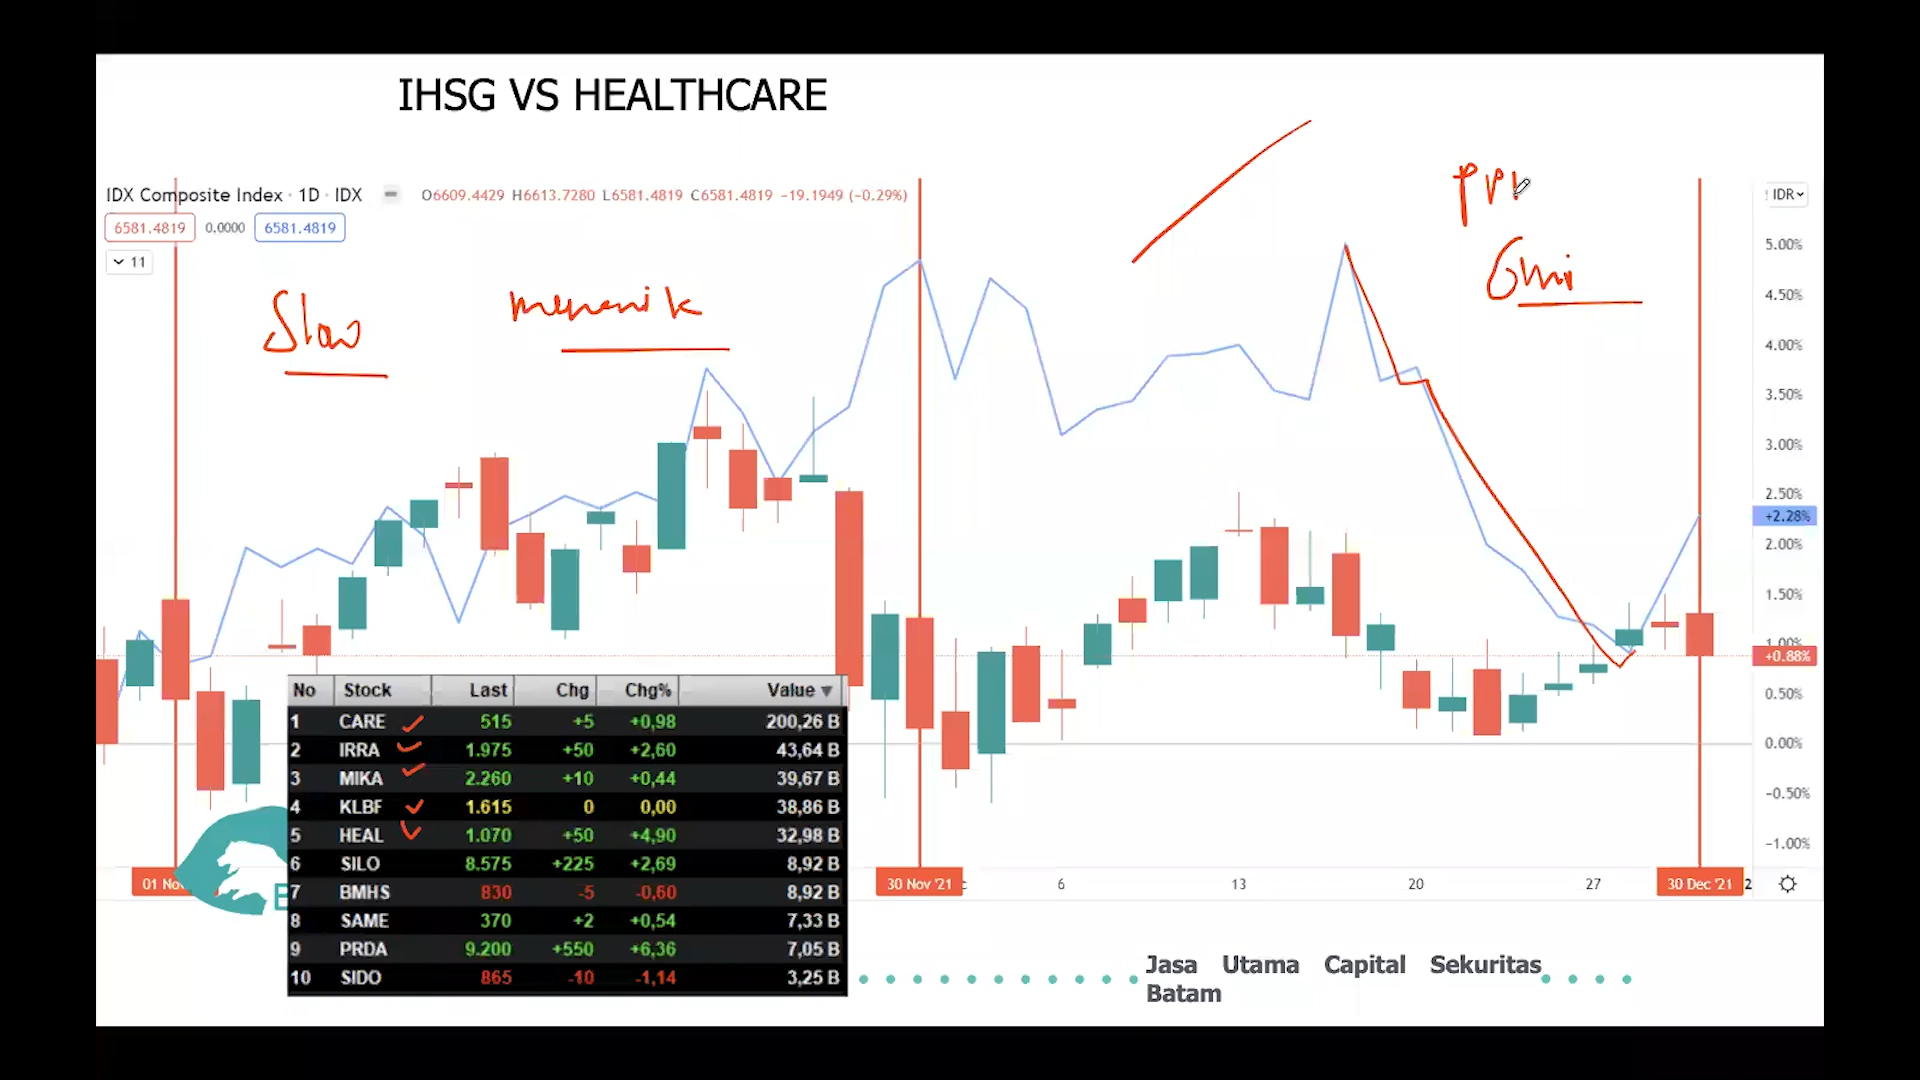 IHSG VS HEALTHCARE
IDX Composite Index · 1D · IDX O6609.4429 H6613.7280 L6581.4819 C6581.4819 −19.1949 (−0.29%)
IDR
6581.4819 0.0000 6581.4819
11
Slow
menarik
Omi
5.00%
4.50%
4.00%
3.50%
3.00%
2.50%
+2.28%
2.00%
1.50%
1.00%
+0.88%
0.50%
0.00%
−0.50%
−1.00%
No Stock Last Chg Chg% Value
1 CARE 515 +5 +0,98 200,26 B
2 IRRA 1.975 +50 +2,60 43,64 B
3 MIKA 2.260 +10 +0,44 39,67 B
4 KLBF 1.615 0 0,00 38,86 B
5 HEAL 1.070 +50 +4,90 32,98 B
6 SILO 8.575 +225 +2,69 8,92 B
7 BMHS 830 -5 -0,60 8,92 B
8 SAME 370 +2 +0,54 7,33 B
9 PRDA 9.200 +550 +6,36 7,05 B
10 SIDO 865 -10 -1,14 3,25 B
01 No 30 Nov '21 6 13 20 27 30 Dec '21 2
Jasa Utama Capital Sekuritas
Batam